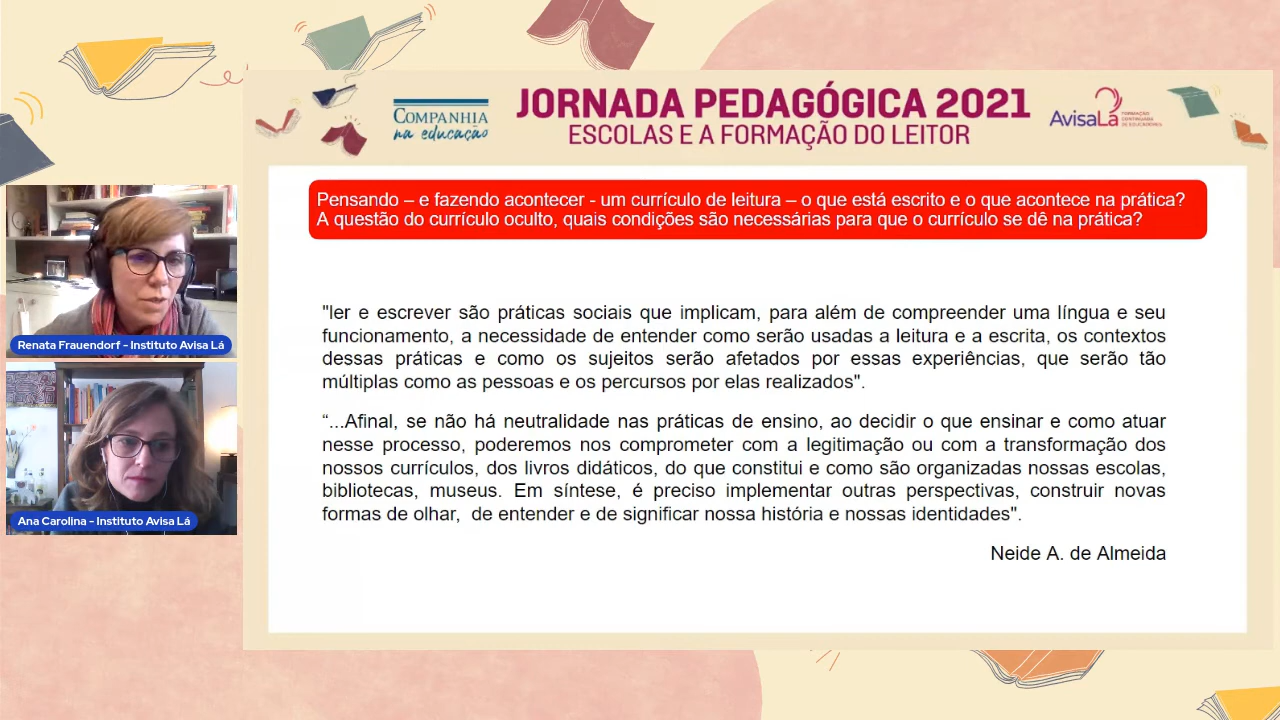 COMPANHIA
na educação
JORNADA PEDAGÓGICA 2021
ESCOLAS E A FORMAÇÃO DO LEITOR
AvisaLá
FORMAÇÃO
CONTINUADA
DE EDUCADORES
Pensando – e fazendo acontecer - um currículo de leitura – o que está escrito e o que acontece na prática?
A questão do currículo oculto, quais condições são necessárias para que o currículo se dê na prática?
"ler e escrever são práticas sociais que implicam, para além de compreender uma língua e seu
funcionamento, a necessidade de entender como serão usadas a leitura e a escrita, os contextos
dessas práticas e como os sujeitos serão afetados por essas experiências, que serão tão
múltiplas como as pessoas e os percursos por elas realizados".
“...Afinal, se não há neutralidade nas práticas de ensino, ao decidir o que ensinar e como atuar
nesse processo, poderemos nos comprometer com a legitimação ou com a transformação dos
nossos currículos, dos livros didáticos, do que constitui e como são organizadas nossas escolas,
bibliotecas, museus. Em síntese, é preciso implementar outras perspectivas, construir novas
formas de olhar, de entender e de significar nossa história e nossas identidades".
Neide A. de Almeida
Renata Frauendorf - Instituto Avisa Lá
Ana Carolina - Instituto Avisa Lá